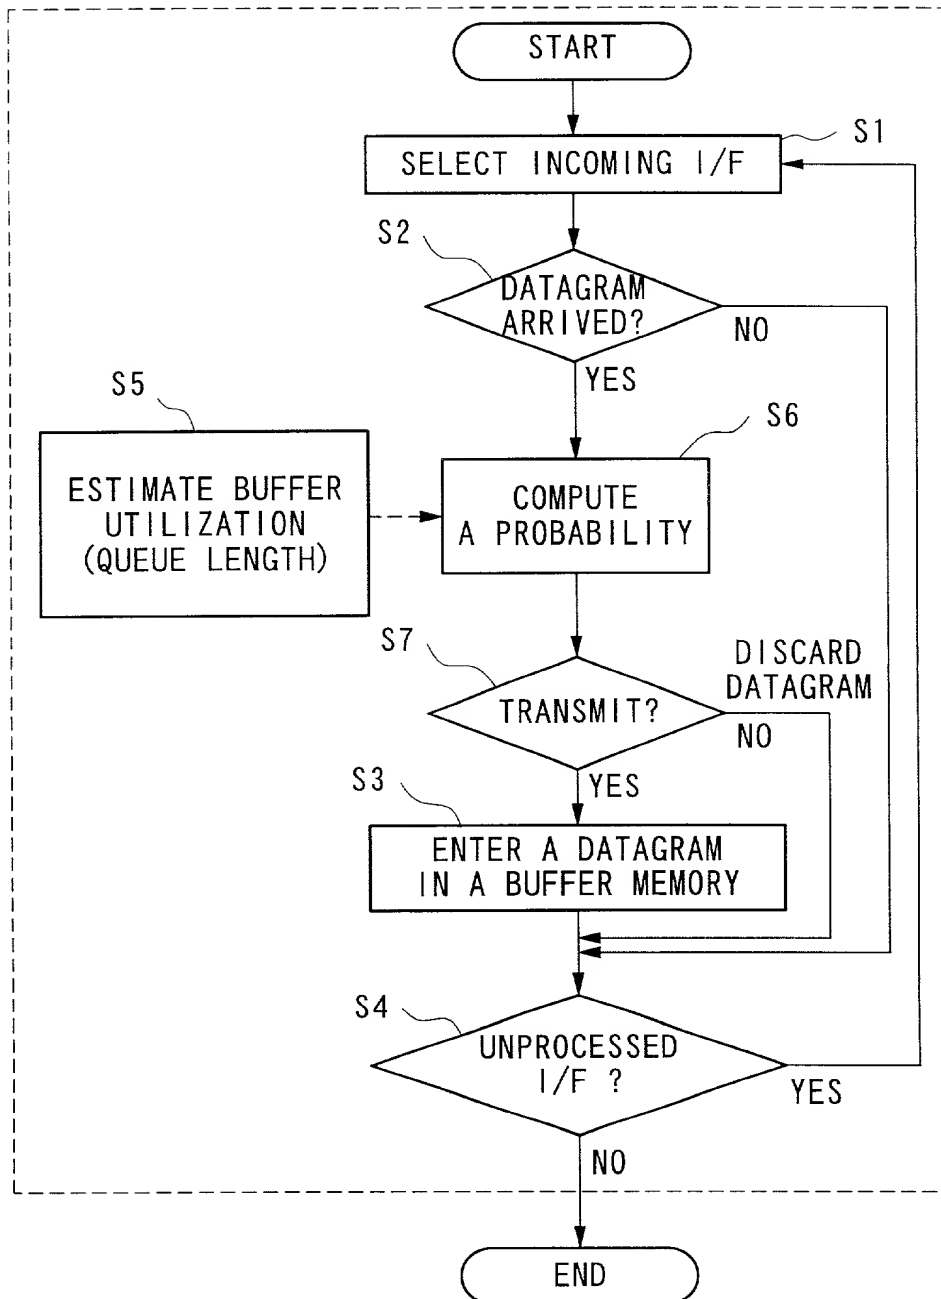 START
S1
SELECT INCOMING I/F
S2
DATAGRAM
ARRIVED?
NO
YES
S5
S6
ESTIMATE BUFFER
UTILIZATION
(QUEUE LENGTH)
COMPUTE
A PROBABILITY
S7
DISCARD
DATAGRAM
TRANSMIT?
NO
YES
S3
ENTER A DATAGRAM
IN A BUFFER MEMORY
S4
UNPROCESSED
I/F ?
YES
NO
END